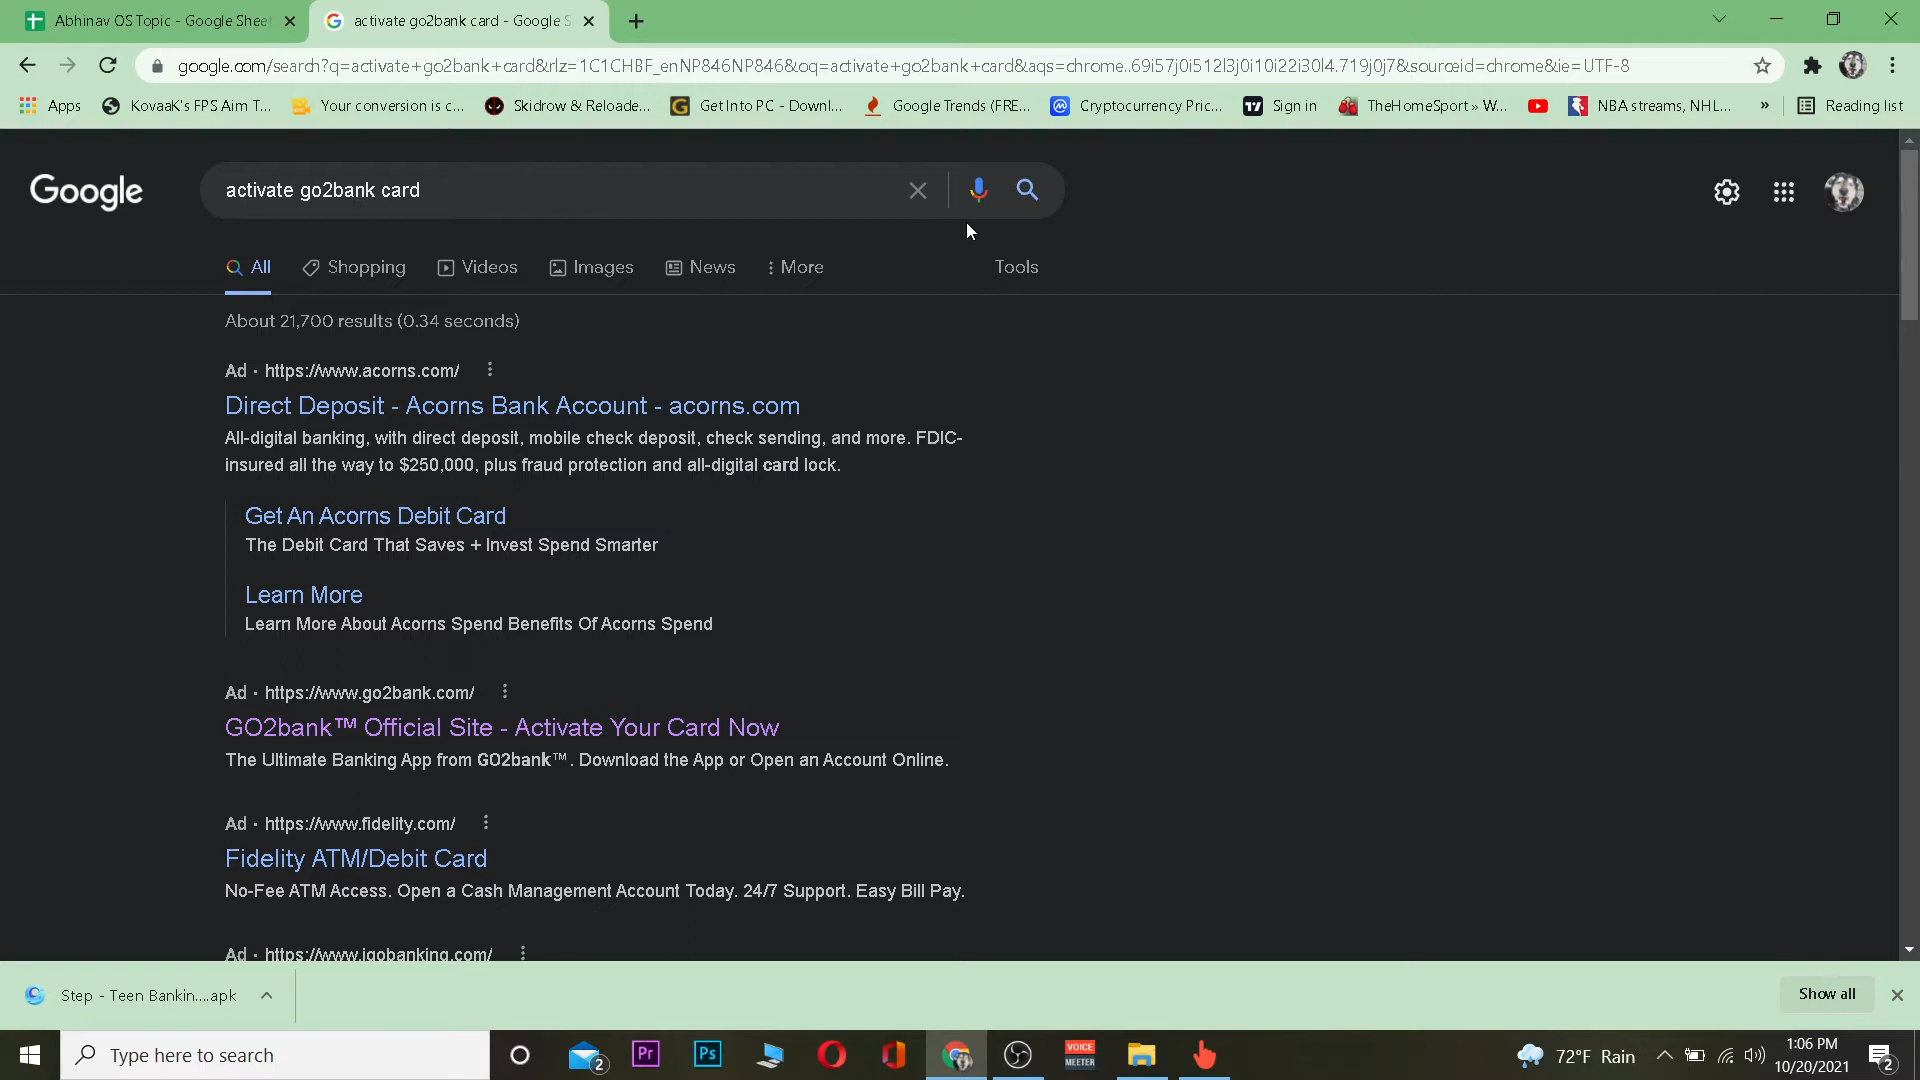 Abhinav OS Topic - Google Shee
activate go2bank card - Google S
google.com/search?q=activate+go2bank+card&rlz=1C1CHBF_enNP846NP846&oq=activate+go2bank+card&aqs=chrome..69i57j0i512l3j0i10i22i30l4.719j0j7&sourceid=chrome&ie=UTF-8
Apps KovaaK's FPS Aim T... Your conversion is c... Skidrow & Reloade... Get Into PC - Downl... Google Trends (FRE... Cryptocurrency Pric... Sign in TheHomeSport » W... NBA streams, NHL... » Reading list
Google
activate go2bank card
All Shopping Videos Images News More Tools
About 21,700 results (0.34 seconds)
Ad · https://www.acorns.com/
Direct Deposit - Acorns Bank Account - acorns.com
All-digital banking, with direct deposit, mobile check deposit, check sending, and more. FDIC-
insured all the way to $250,000, plus fraud protection and all-digital card lock.
Get An Acorns Debit Card
The Debit Card That Saves + Invest Spend Smarter
Learn More
Learn More About Acorns Spend Benefits Of Acorns Spend
Ad · https://www.go2bank.com/
GO2bank™ Official Site - Activate Your Card Now
The Ultimate Banking App from GO2bank™. Download the App or Open an Account Online.
Ad · https://www.fidelity.com/
Fidelity ATM/Debit Card
No-Fee ATM Access. Open a Cash Management Account Today. 24/7 Support. Easy Bill Pay.
Ad · https://www.igobanking.com/
Step - Teen Bankin....apk
Show all
Type here to search
2
Pr
Ps
VOICE
MEETER
72°F Rain
1:06 PM
10/20/2021
2